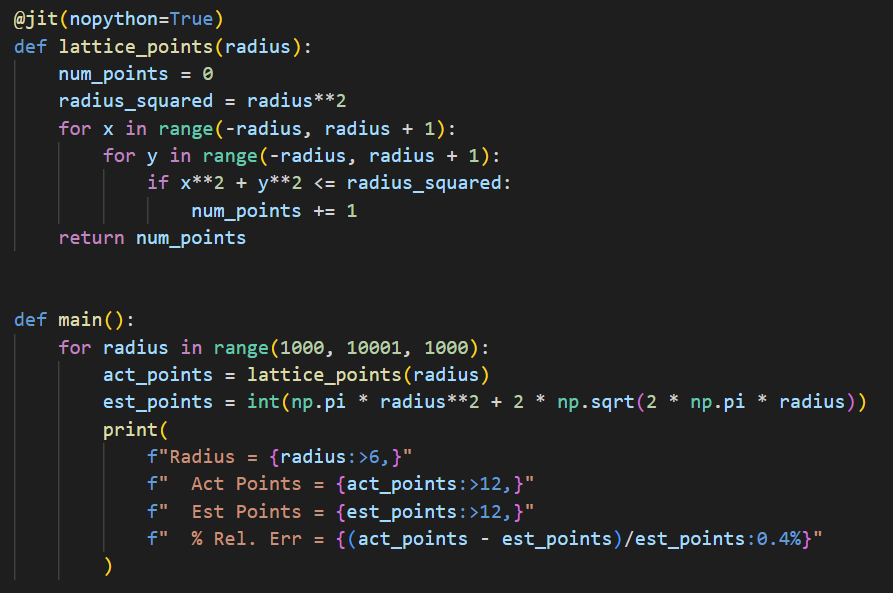 @jit(nopython=True)
def lattice_points(radius):
    num_points = 0
    radius_squared = radius**2
    for x in range(-radius, radius + 1):
        for y in range(-radius, radius + 1):
            if x**2 + y**2 <= radius_squared:
                num_points += 1
    return num_points


def main():
    for radius in range(1000, 10001, 1000):
        act_points = lattice_points(radius)
        est_points = int(np.pi * radius**2 + 2 * np.sqrt(2 * np.pi * radius))
        print(
            f"Radius = {radius:>6,}"
            f"  Act Points = {act_points:>12,}"
            f"  Est Points = {est_points:>12,}"
            f"  % Rel. Err = {(act_points - est_points)/est_points:0.4%}"
        )